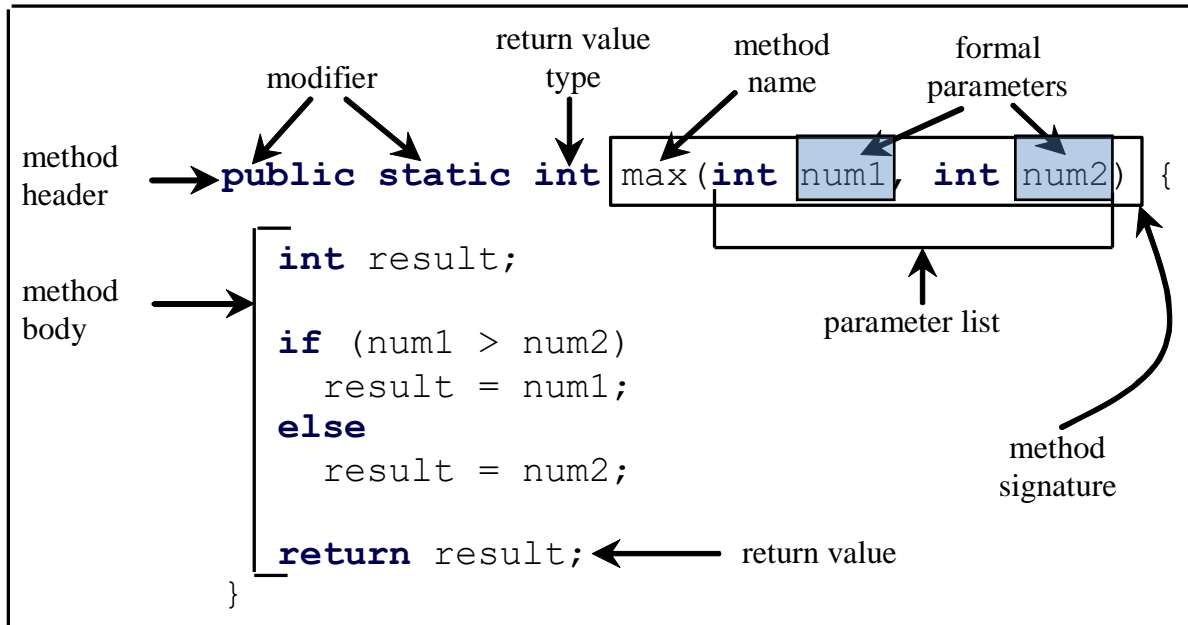 return value
type
method
name
formal
parameters
modifier
method
header
public static int max(int num1, int num2) {
int result;
method
body
parameter list
if (num1 > num2)
result = num1;
else
result = num2;
method
signature
return result;
return value
}